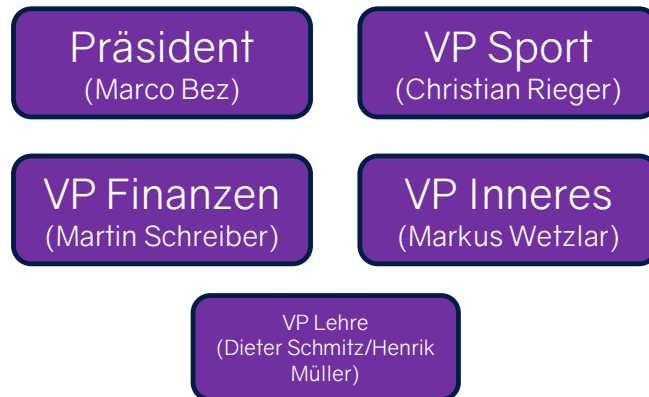 Präsident
(Marco Bez)
VP Sport
(Christian Rieger)
VP Finanzen
(Martin Schreiber)
VP Inneres
(Markus Wetzlar)
VP Lehre
(Dieter Schmitz/Henrik
Müller)